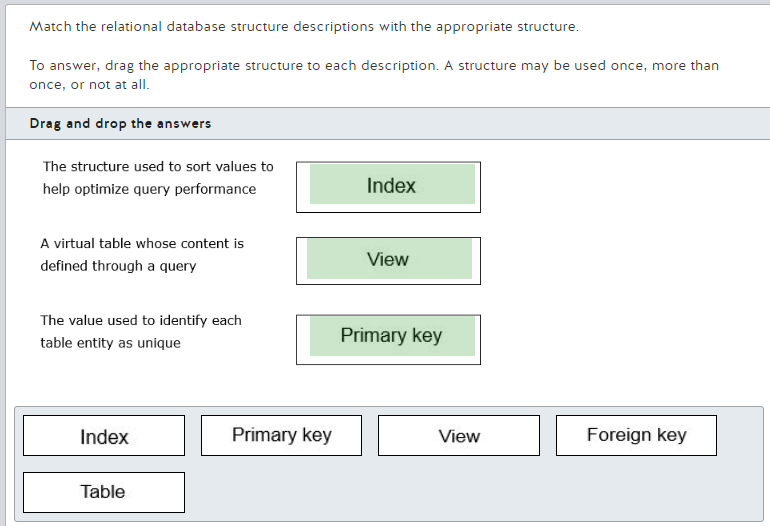 Match the relational database structure descriptions with the appropriate structure.
To answer, drag the appropriate structure to each description. A structure may be used once, more than
once, or not at all.
Drag and drop the answers
The structure used to sort values to
help optimize query performance
Index
A virtual table whose content is
defined through a query
View
The value used to identify each
table entity as unique
Primary key
Index
Primary key
View
Foreign key
Table